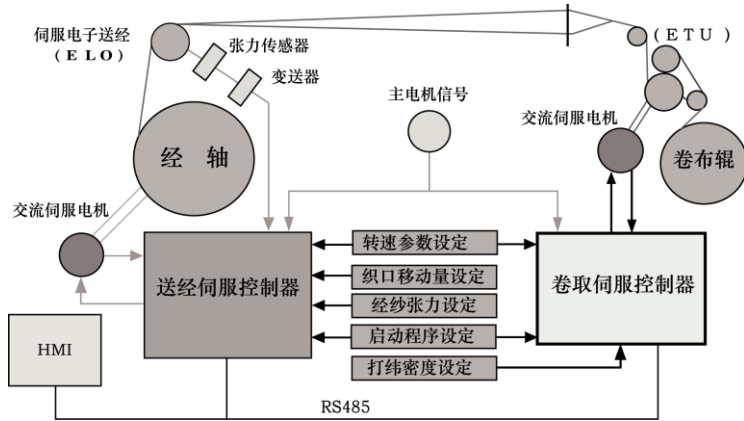 伺服电子送经
(ELO)
张力传感器
变送器
主电机信号
(ETU)
交流伺服电机
经 轴
卷布辊
交流伺服电机
转速参数设定
送经伺服控制器
织口移动量设定
卷取伺服控制器
经纱张力设定
启动程序设定
HMI
打纬密度设定
RS485